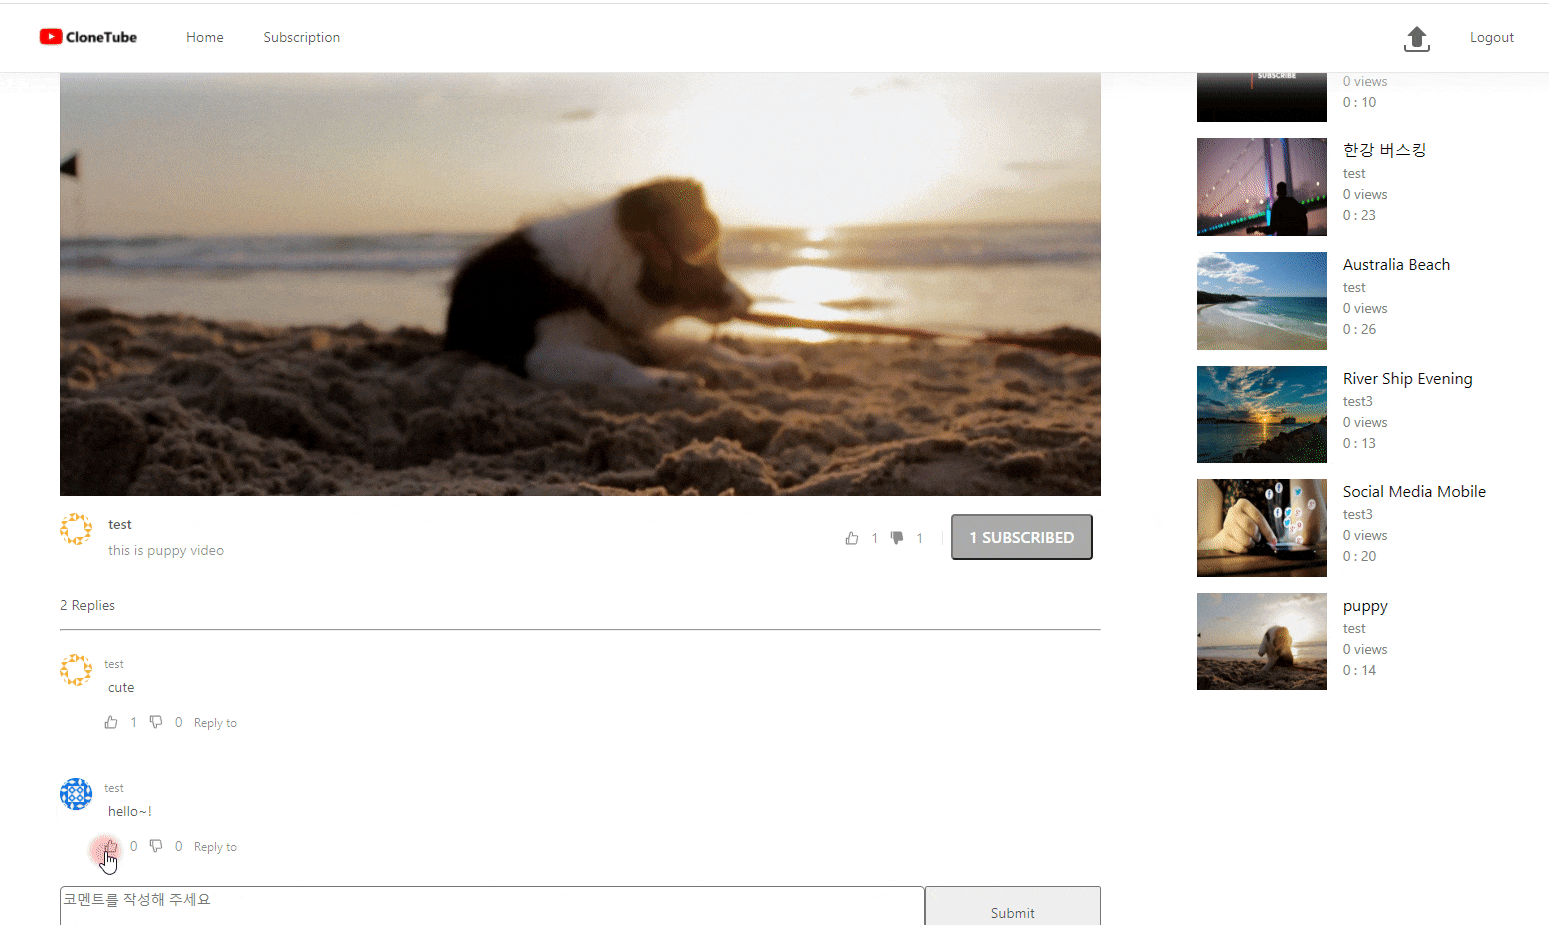 CloneTube
Home
Subscription
Logout
SUBSCRIBE
0 views
0 : 10
한강 버스킹
test
0 views
0 : 23
Australia Beach
test
0 views
0 : 26
River Ship Evening
test3
0 views
0 : 13
Social Media Mobile
test3
0 views
0 : 20
puppy
test
0 views
0 : 14
test
this is puppy video
1 1
1 SUBSCRIBED
2 Replies
test
cute
1 0 Reply to
test
hello~!
0 0 Reply to
코멘트를 작성해 주세요
Submit